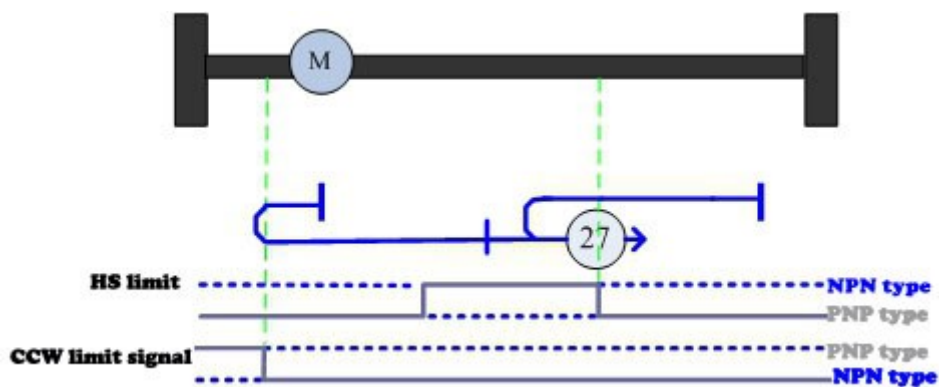 M
27
HS limit
NPN type
PNP type
CCW limit signal
PNP type
NPN type